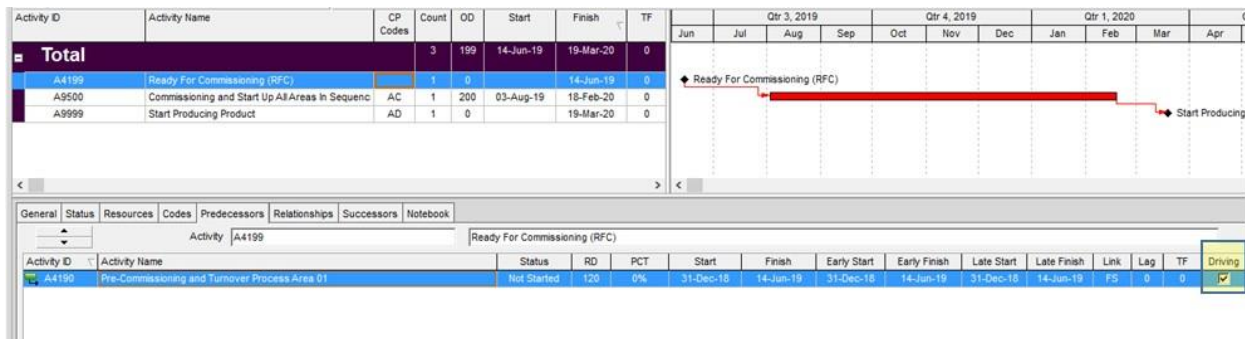 Activity ID Activity Name CP Codes Count OD Start Finish TF
Qtr 3, 2019 Qtr 4, 2019 Qtr 1, 2020
Jun Jul Aug Sep Oct Nov Dec Jan Feb Mar Apr
Total 3 199 14-Jun-19 19-Mar-20 0
A4199 Ready For Commissioning (RFC) 1 0 14-Jun-19 0
Ready For Commissioning (RFC)
A9500 Commissioning and Start Up All Areas In Sequenc AC 1 200 03-Aug-19 18-Feb-20 0
A9999 Start Producing Product AD 1 0 19-Mar-20 0
Start Producing
General Status Resources Codes Predecessors Relationships Successors Notebook
Activity A4199 Ready For Commissioning (RFC)
Activity ID Activity Name Status RD PCT Start Finish Early Start Early Finish Late Start Late Finish Link Lag TF Driving
A4190 Pre-Commissioning and Turnover Process Area 01 Not Started 120 0% 31-Dec-18 14-Jun-19 31-Dec-18 14-Jun-19 31-Dec-18 14-Jun-19 FS 0 0